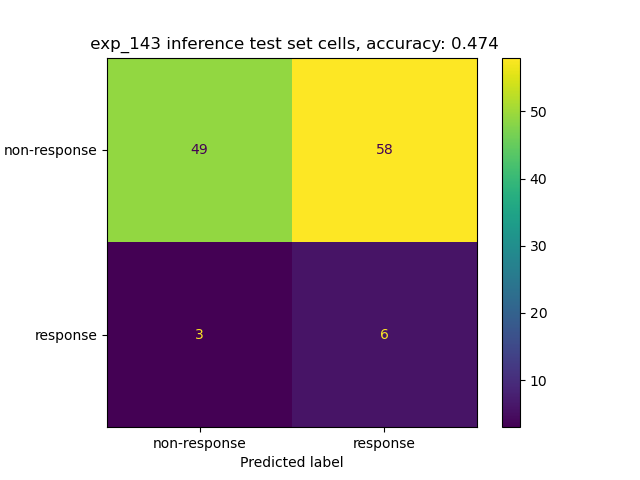 exp_143 inference test set cells, accuracy: 0.474
non-response
49
58
response
3
6
non-response
response
Predicted label
50
40
30
20
10